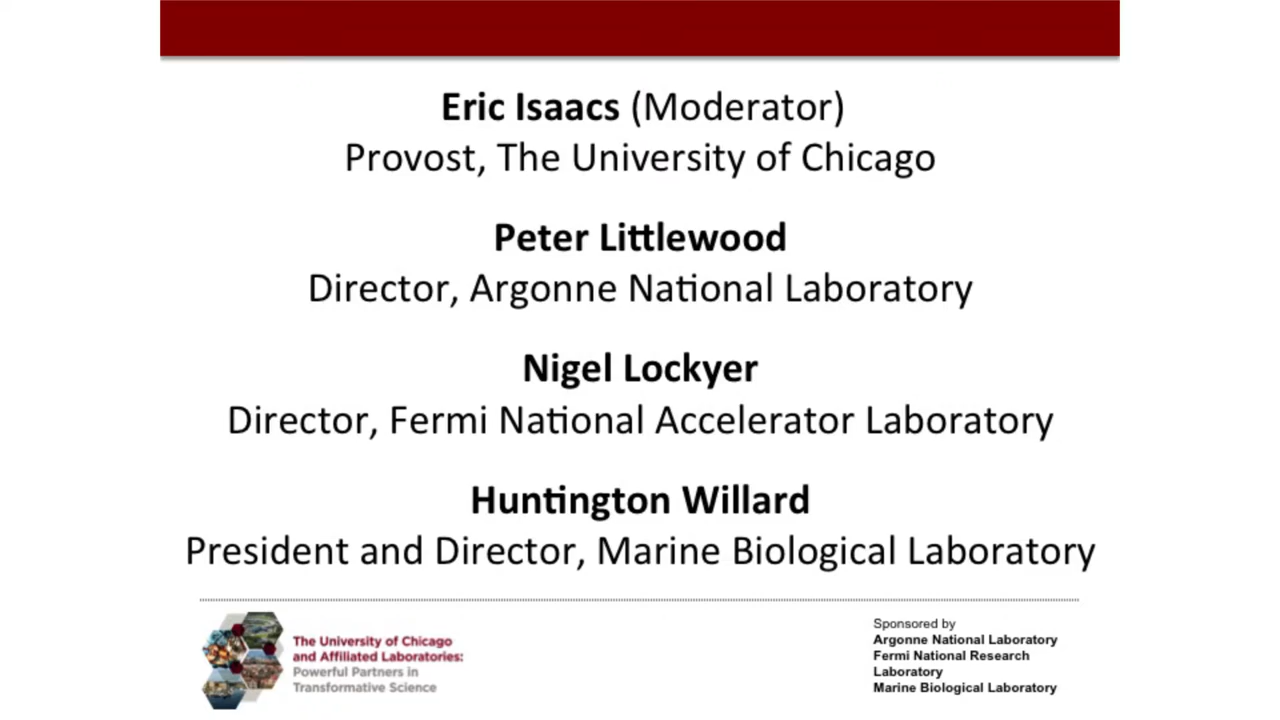 Eric Isaacs (Moderator)
Provost, The University of Chicago
Peter Littlewood
Director, Argonne National Laboratory
Nigel Lockyer
Director, Fermi National Accelerator Laboratory
Huntington Willard
President and Director, Marine Biological Laboratory
The University of Chicago
and Affiliated Laboratories:
Powerful Partners in
Transformative Science
Sponsored by
Argonne National Laboratory
Fermi National Research
Laboratory
Marine Biological Laboratory